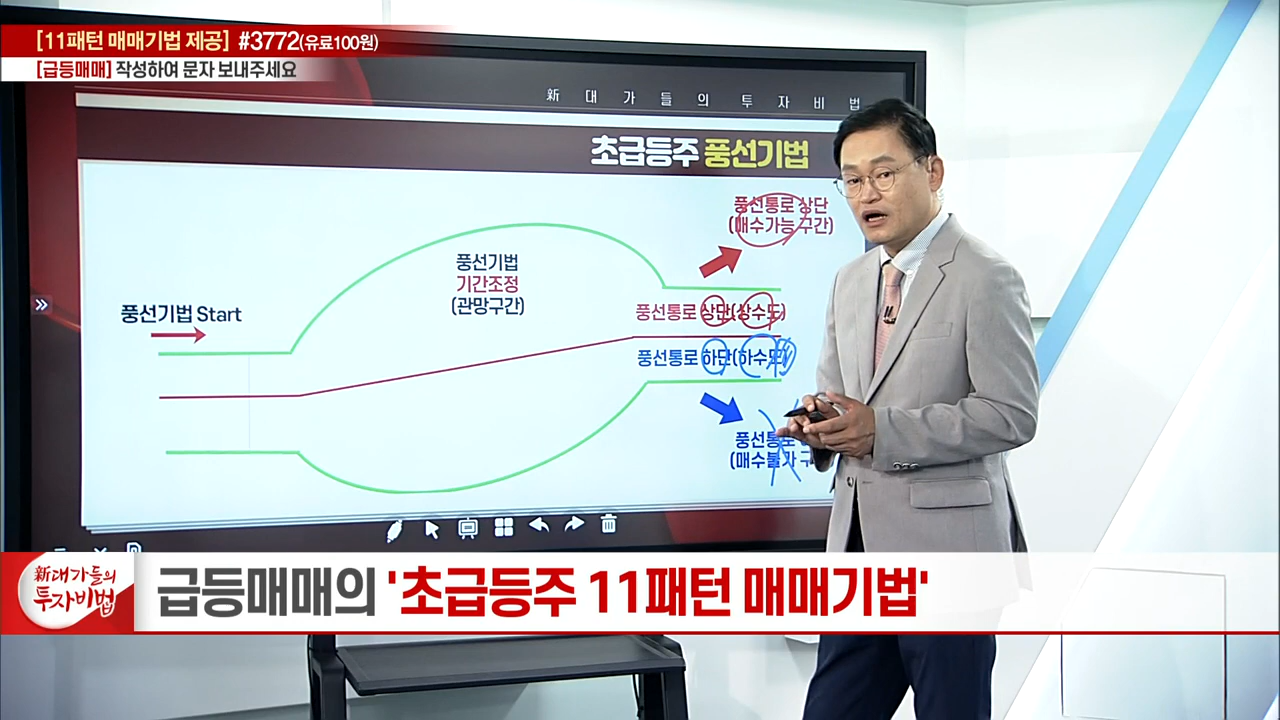 [11패턴 매매기법 제공] #3772(유료100원)
[급등매매] 작성하여 문자 보내주세요
新 대 가 들 의 투 자 비 법
초급등주 풍선기법
풍선통로 상단
(매수가능 구간)
풍선기법
기간조정
(관망구간)
풍선기법 Start
풍선통로 상단(상수도)
풍선통로 하단(하수도)
풍선통로
(매수불가 구
新대가들의
투자비법
급등매매의 '초급등주 11패턴 매매기법'